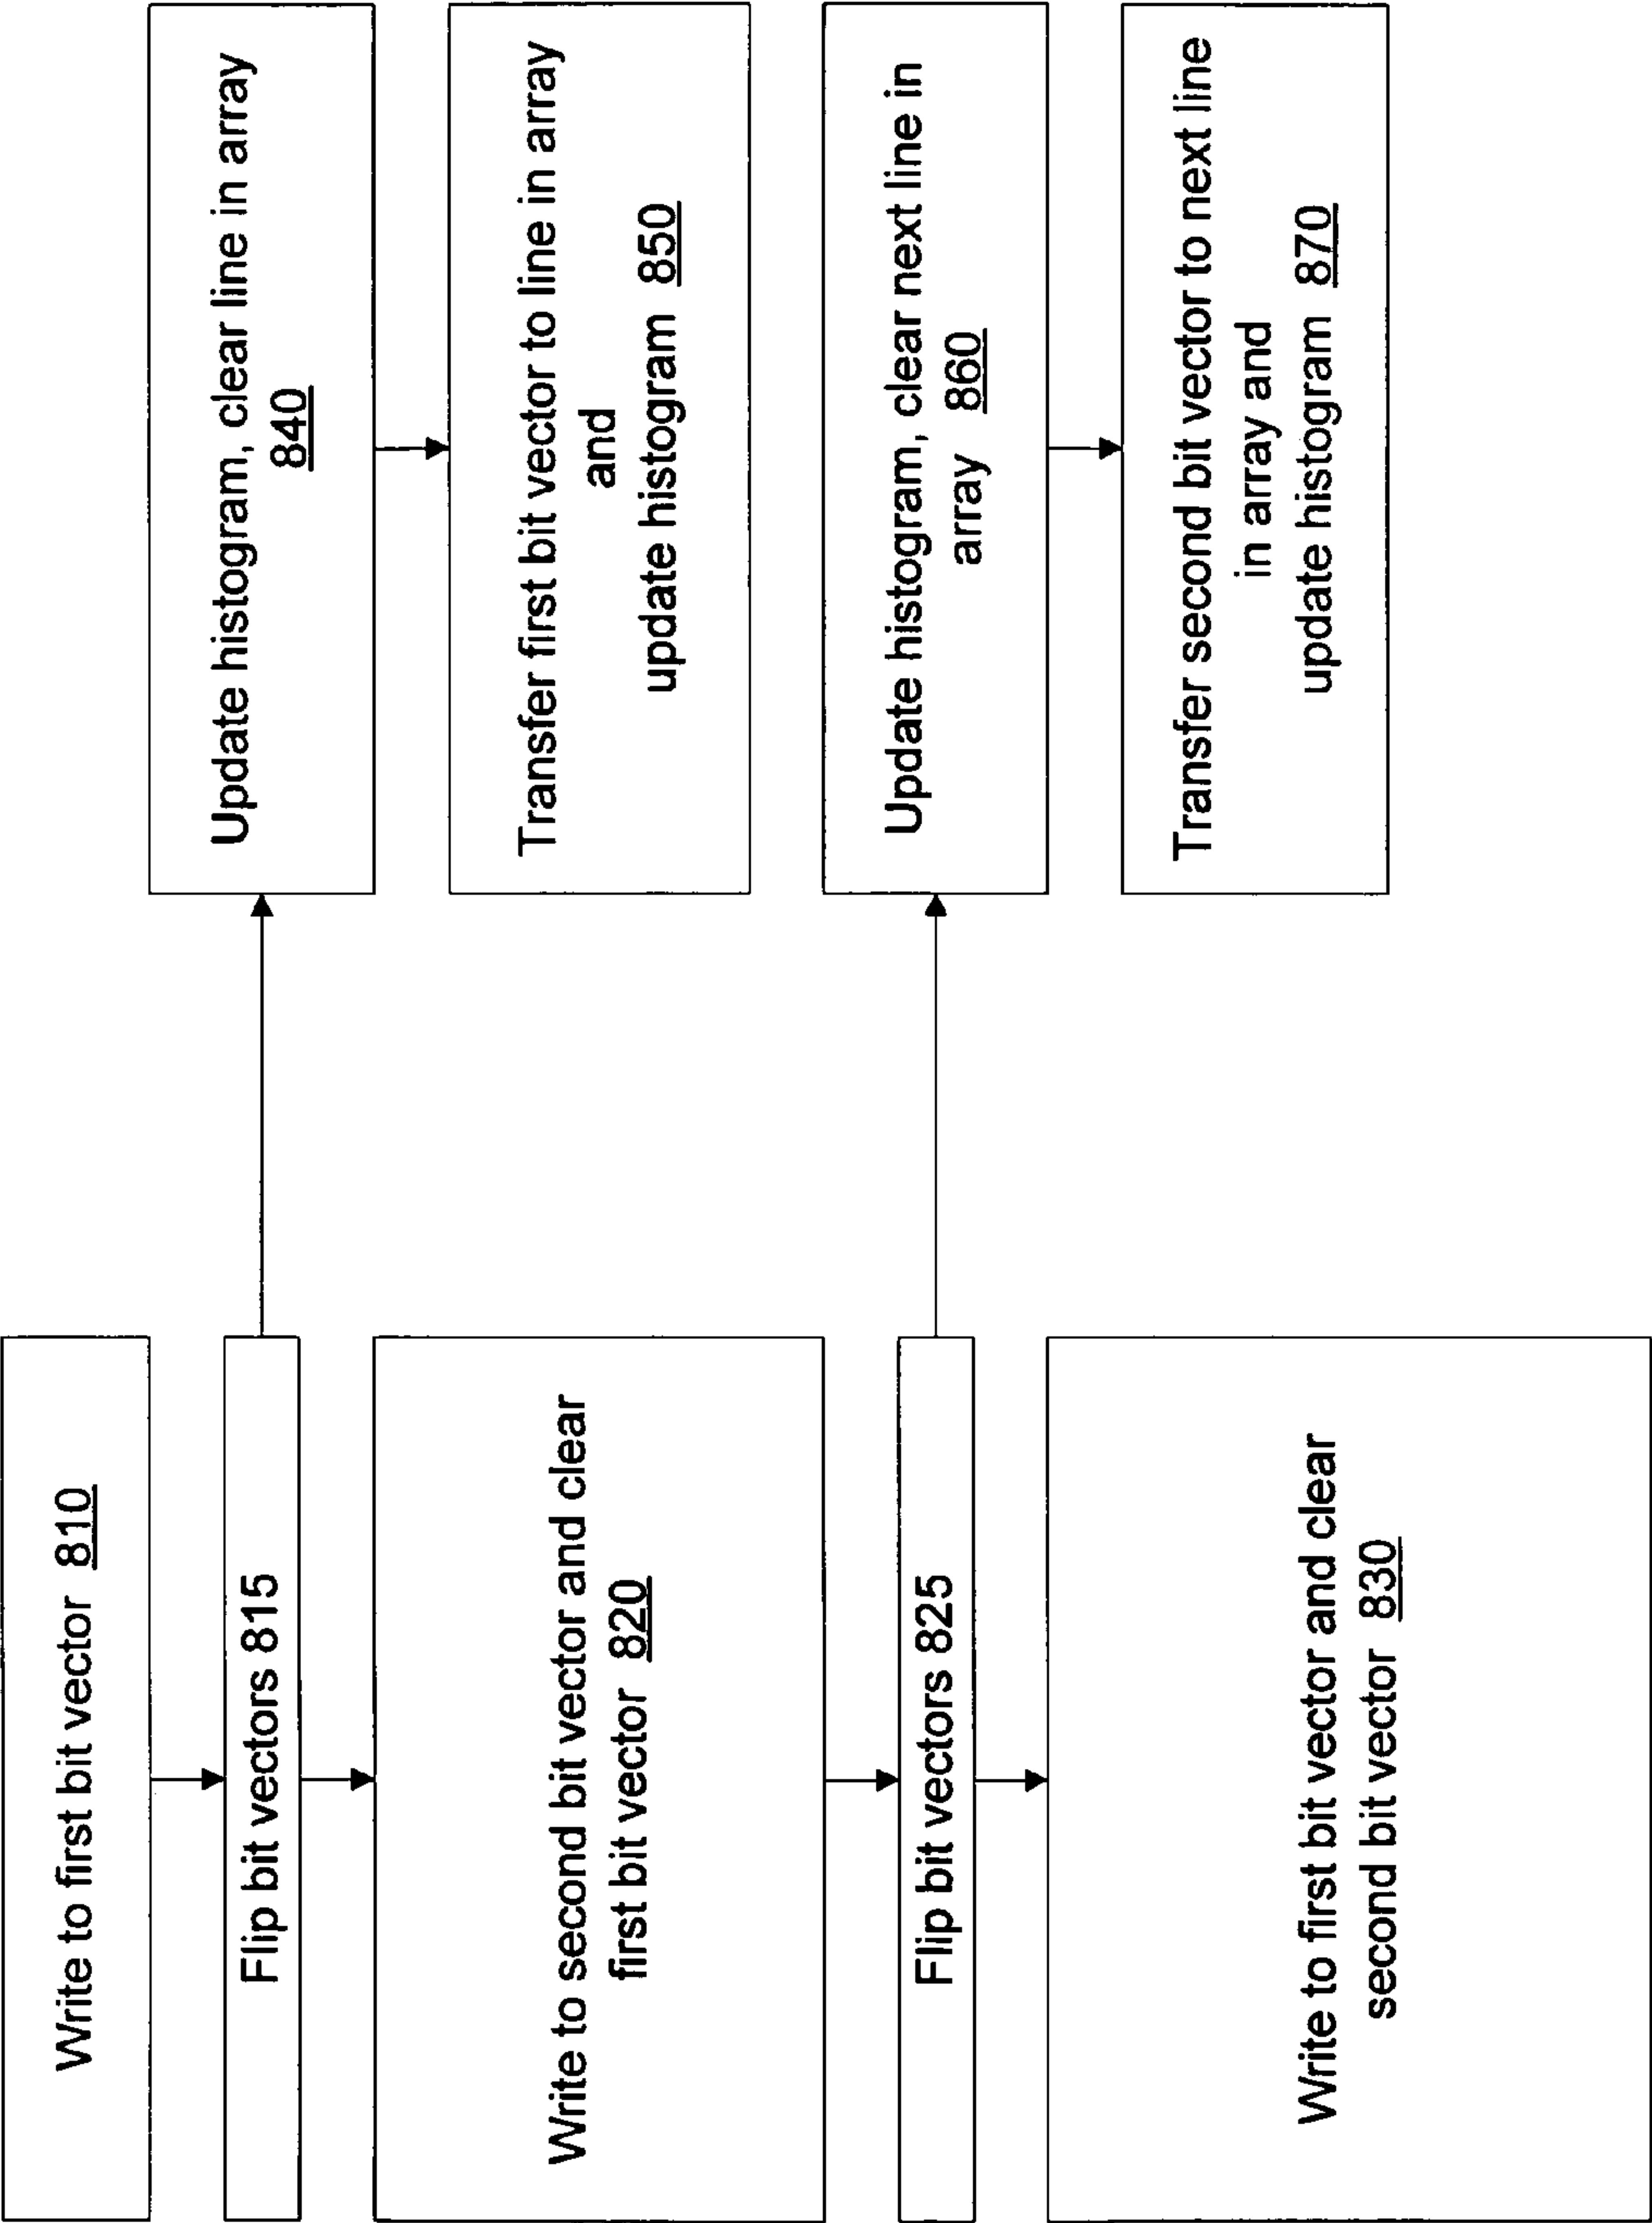 Write to first bit vector 810
Flip bit vectors 815
Write to second bit vector and clear
first bit vector 820
Flip bit vectors 825
Write to first bit vector and clear
second bit vector 830
Update histogram, clear line in array
840
Transfer first bit vector to line in array
and
update histogram 850
Update histogram, clear next line in
array 860
Transfer second bit vector to next line
in array and
update histogram 870